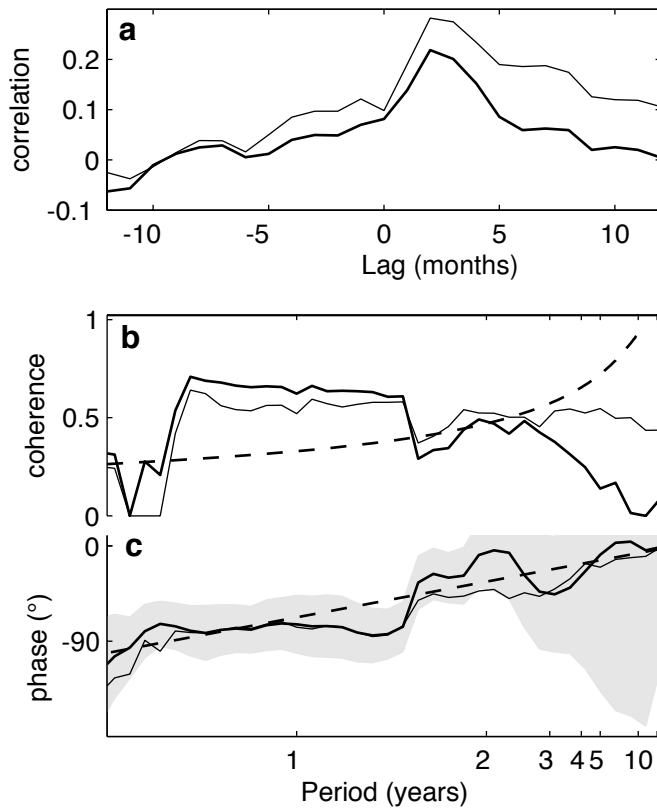 a
0.2
0.1
0
-0.1
correlation
-10 -5 0 5 10
Lag (months)
b
1
0.5
0
coherence
c
0
-90
phase (°)
1 2 3 4 5 10
Period (years)